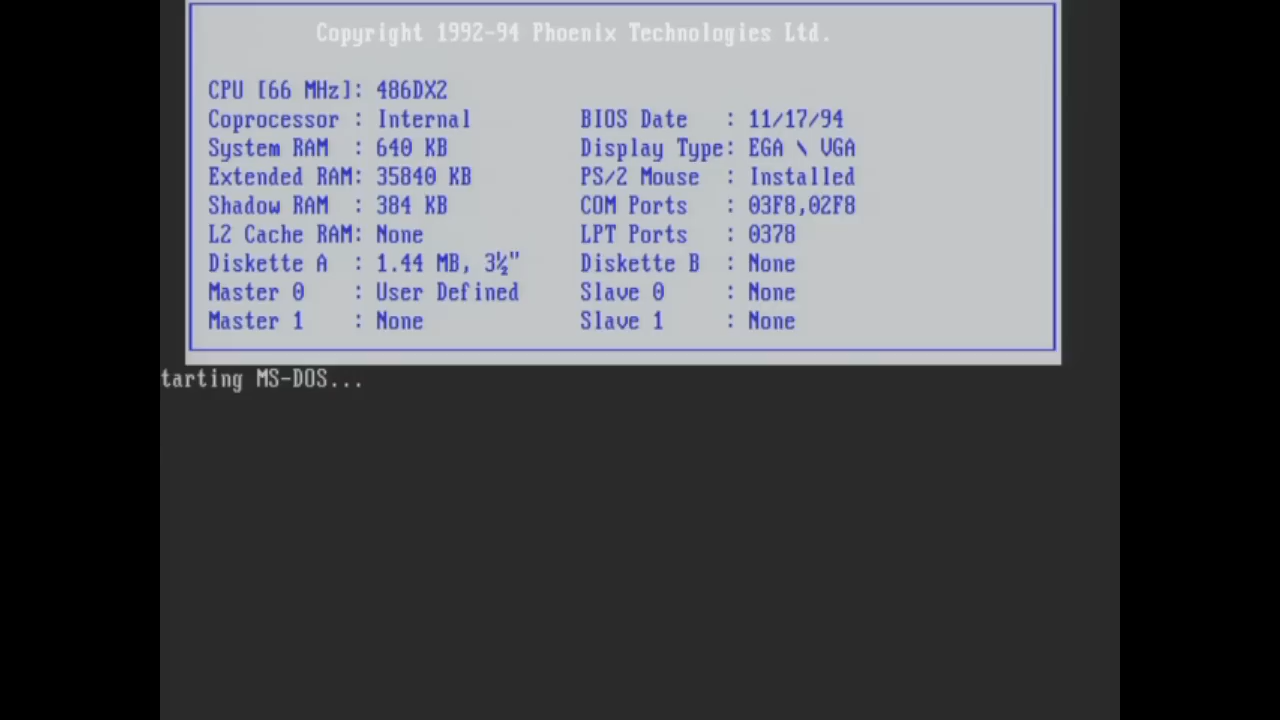 Copyright 1992-94 Phoenix Technologies Ltd.
CPU [66 MHz]: 486DX2
Coprocessor : Internal BIOS Date : 11/17/94
System RAM : 640 KB Display Type: EGA \ VGA
Extended RAM: 35840 KB PS/2 Mouse : Installed
Shadow RAM : 384 KB COM Ports : 03F8,02F8
L2 Cache RAM: None LPT Ports : 0378
Diskette A : 1.44 MB, 3½" Diskette B : None
Master 0 : User Defined Slave 0 : None
Master 1 : None Slave 1 : None
tarting MS-DOS...